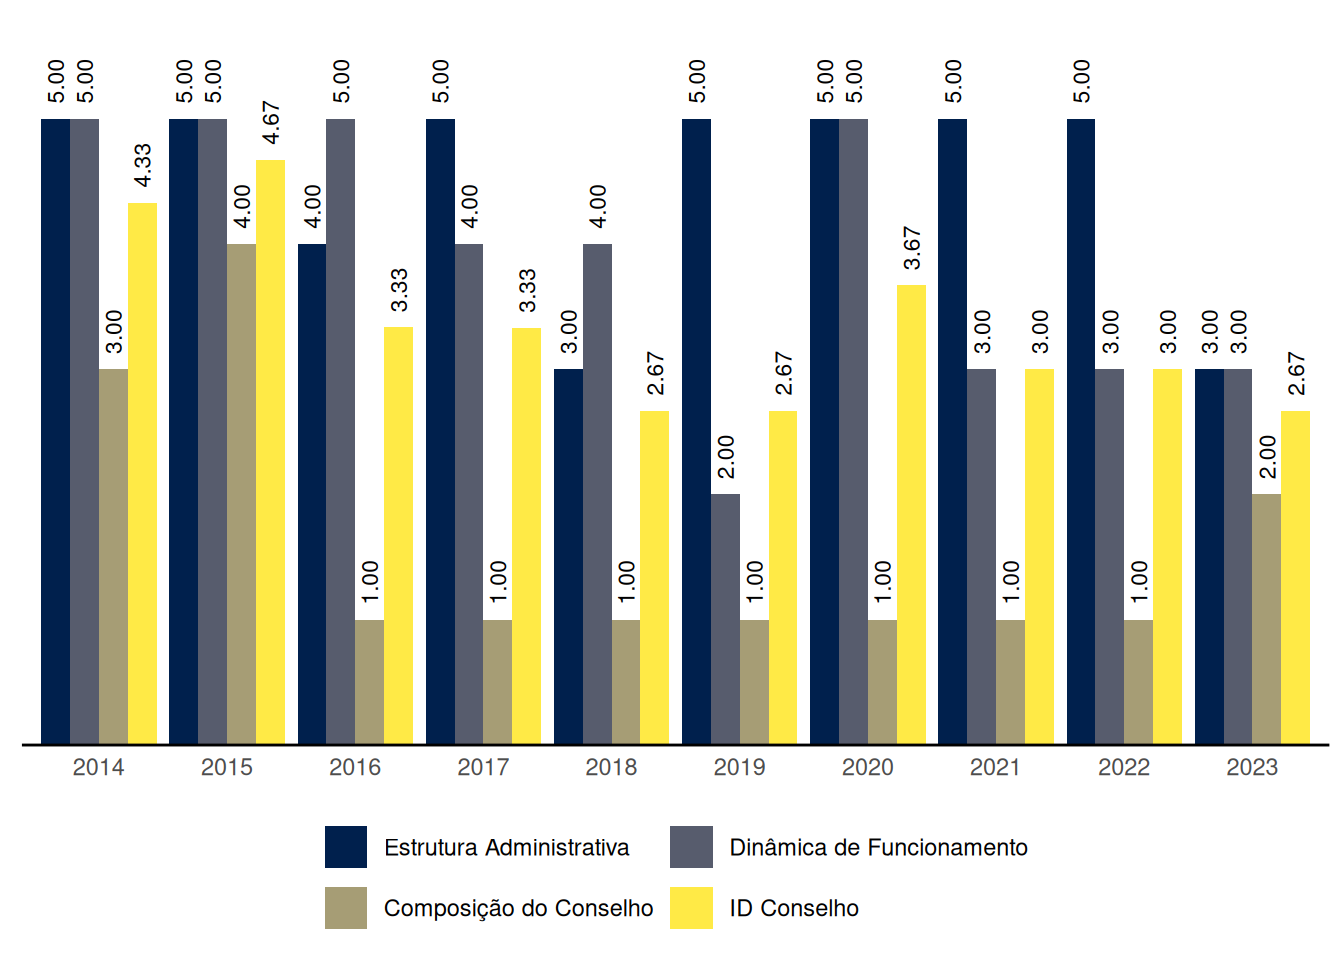 5.00 5.00 3.00 4.33
5.00 5.00 4.00 4.67
4.00 5.00 1.00 3.33
5.00 4.00 1.00 3.33
3.00 4.00 1.00 2.67
5.00 2.00 1.00 2.67
5.00 5.00 1.00 3.67
5.00 3.00 1.00 3.00
5.00 3.00 1.00 3.00
3.00 3.00 2.00 2.67
2014 2015 2016 2017 2018 2019 2020 2021 2022 2023
Estrutura Administrativa Dinâmica de Funcionamento
Composição do Conselho ID Conselho